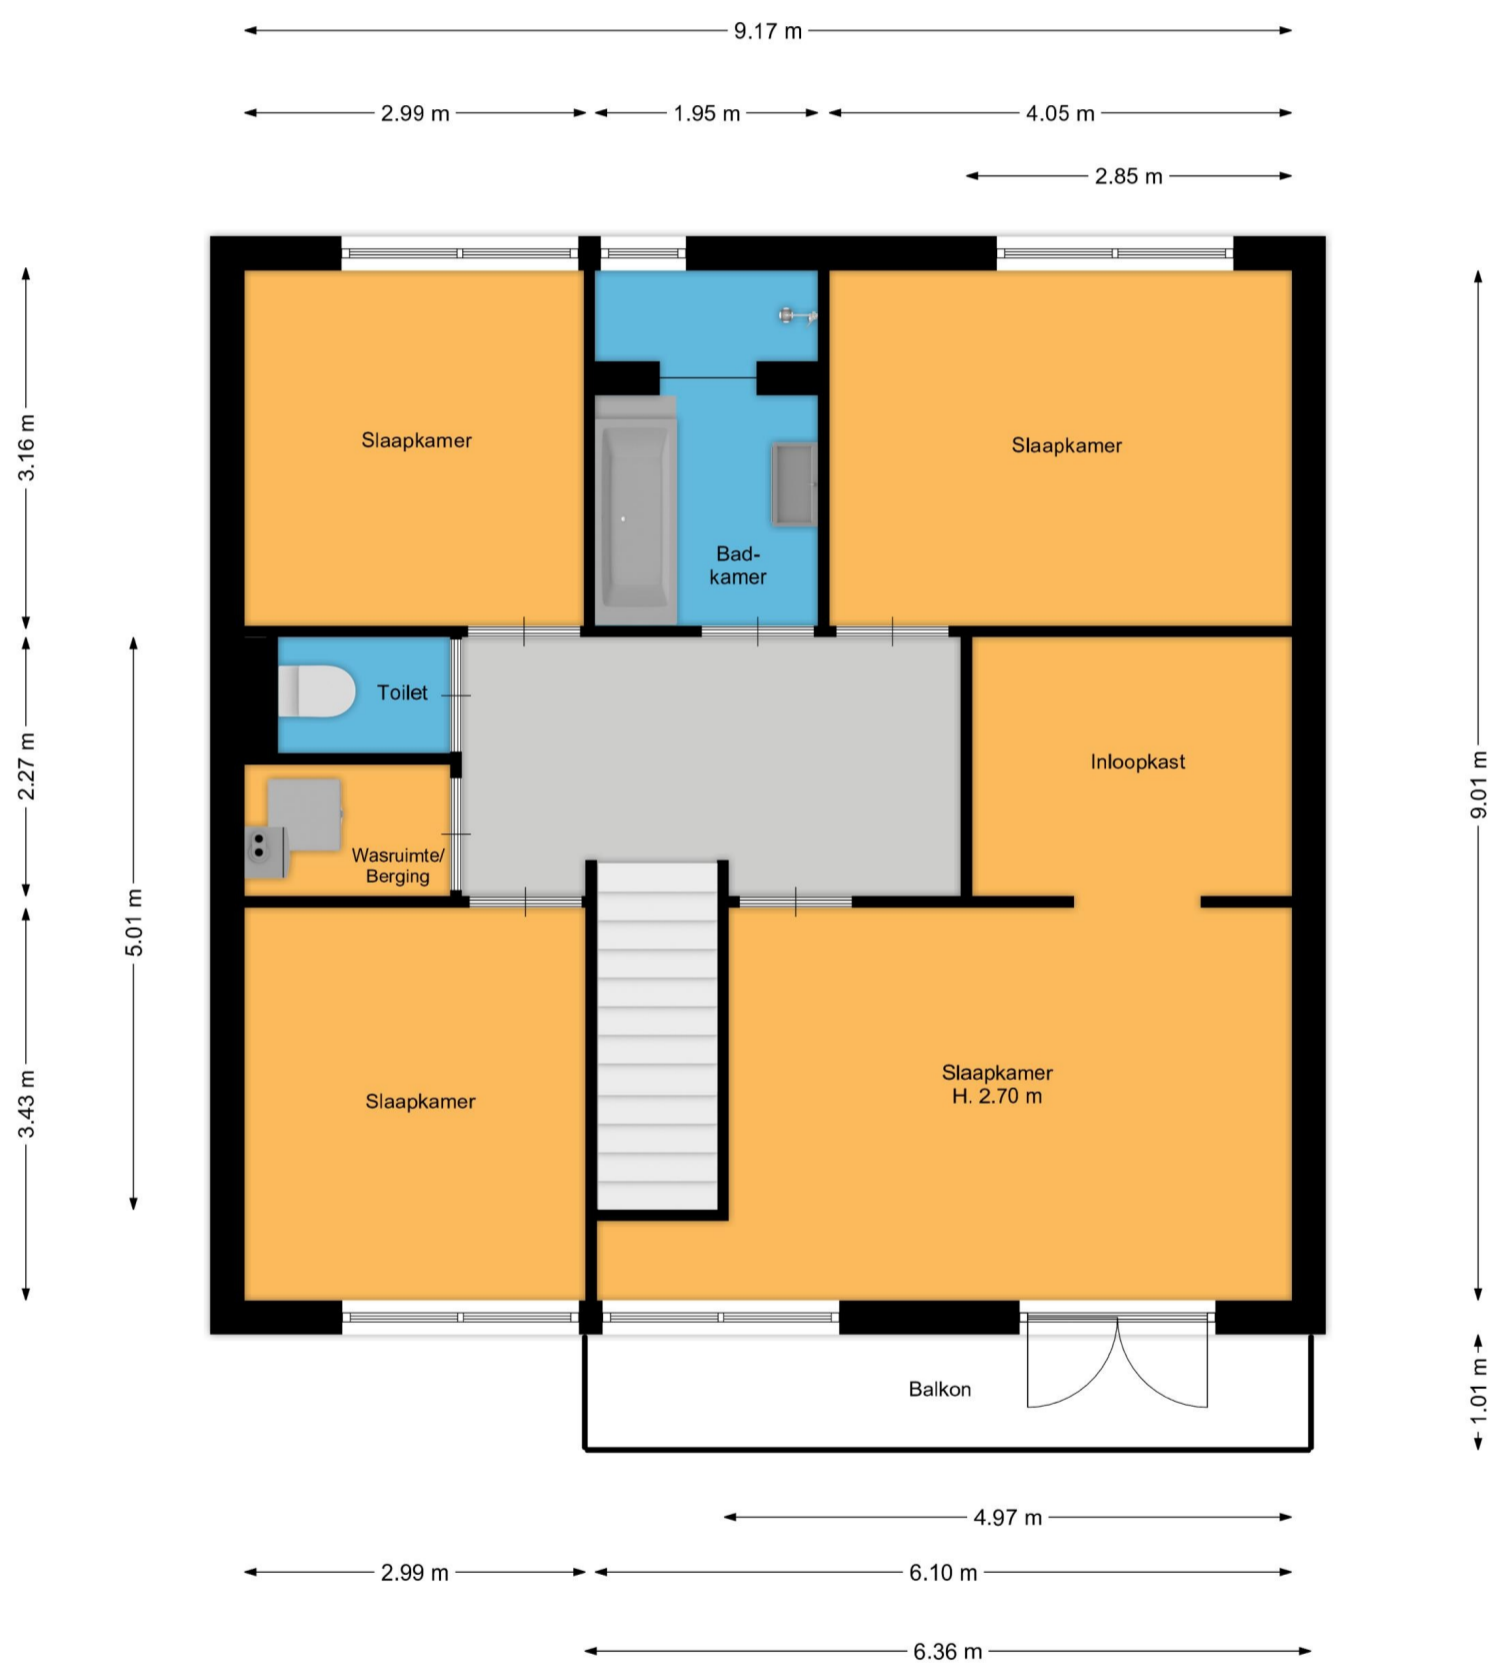 9.17 m
2.99 m
1.95 m
4.05 m
2.85 m
3.16 m
2.27 m
3.43 m
5.01 m
9.01 m
1.01 m
Slaapkamer
Slaapkamer
Bad-
kamer
Toilet
Inloopkast
Wasruimte/
Berging
Slaapkamer
Slaapkamer
H. 2.70 m
Balkon
4.97 m
2.99 m
6.10 m
6.36 m